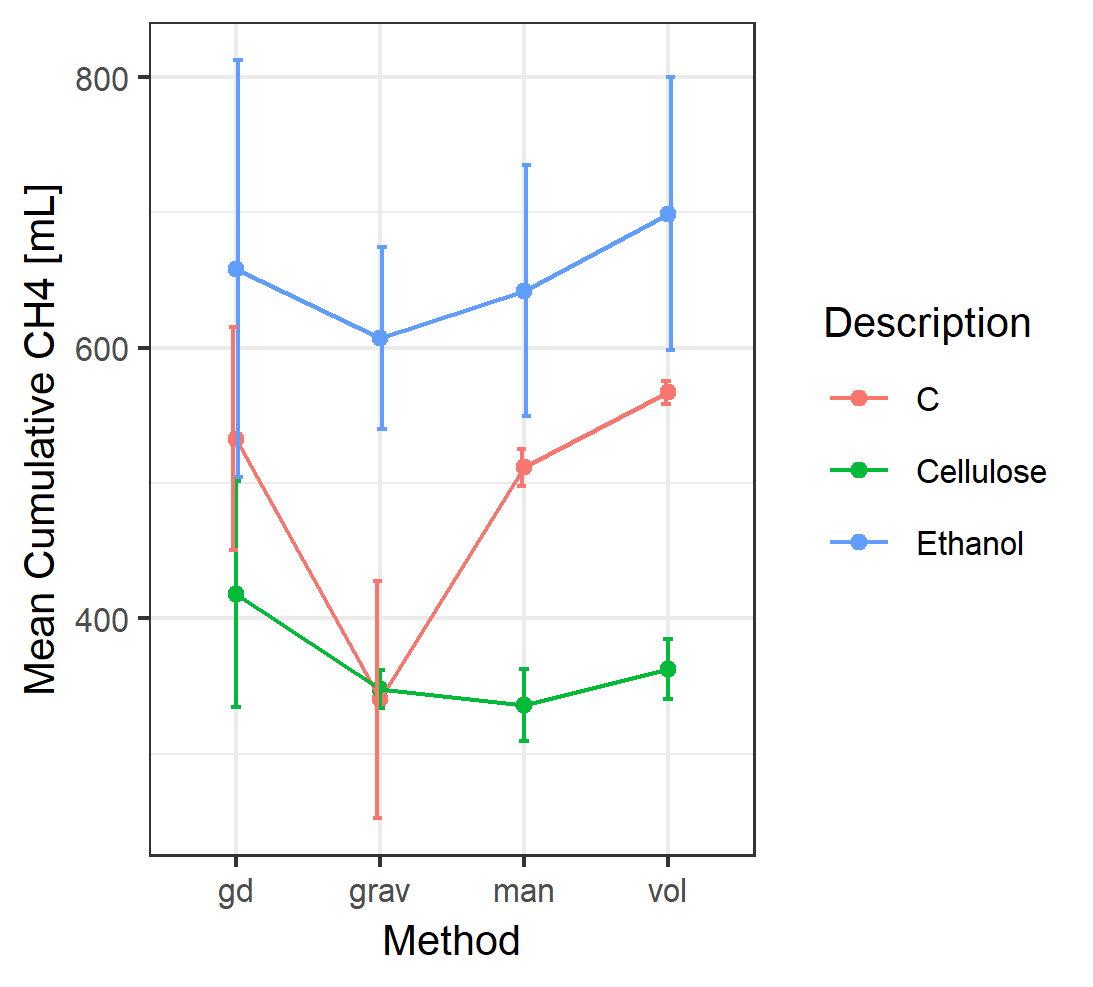 Mean Cumulative CH4 [mL]
800
600
400
gd grav man vol
Method
Description
C
Cellulose
Ethanol